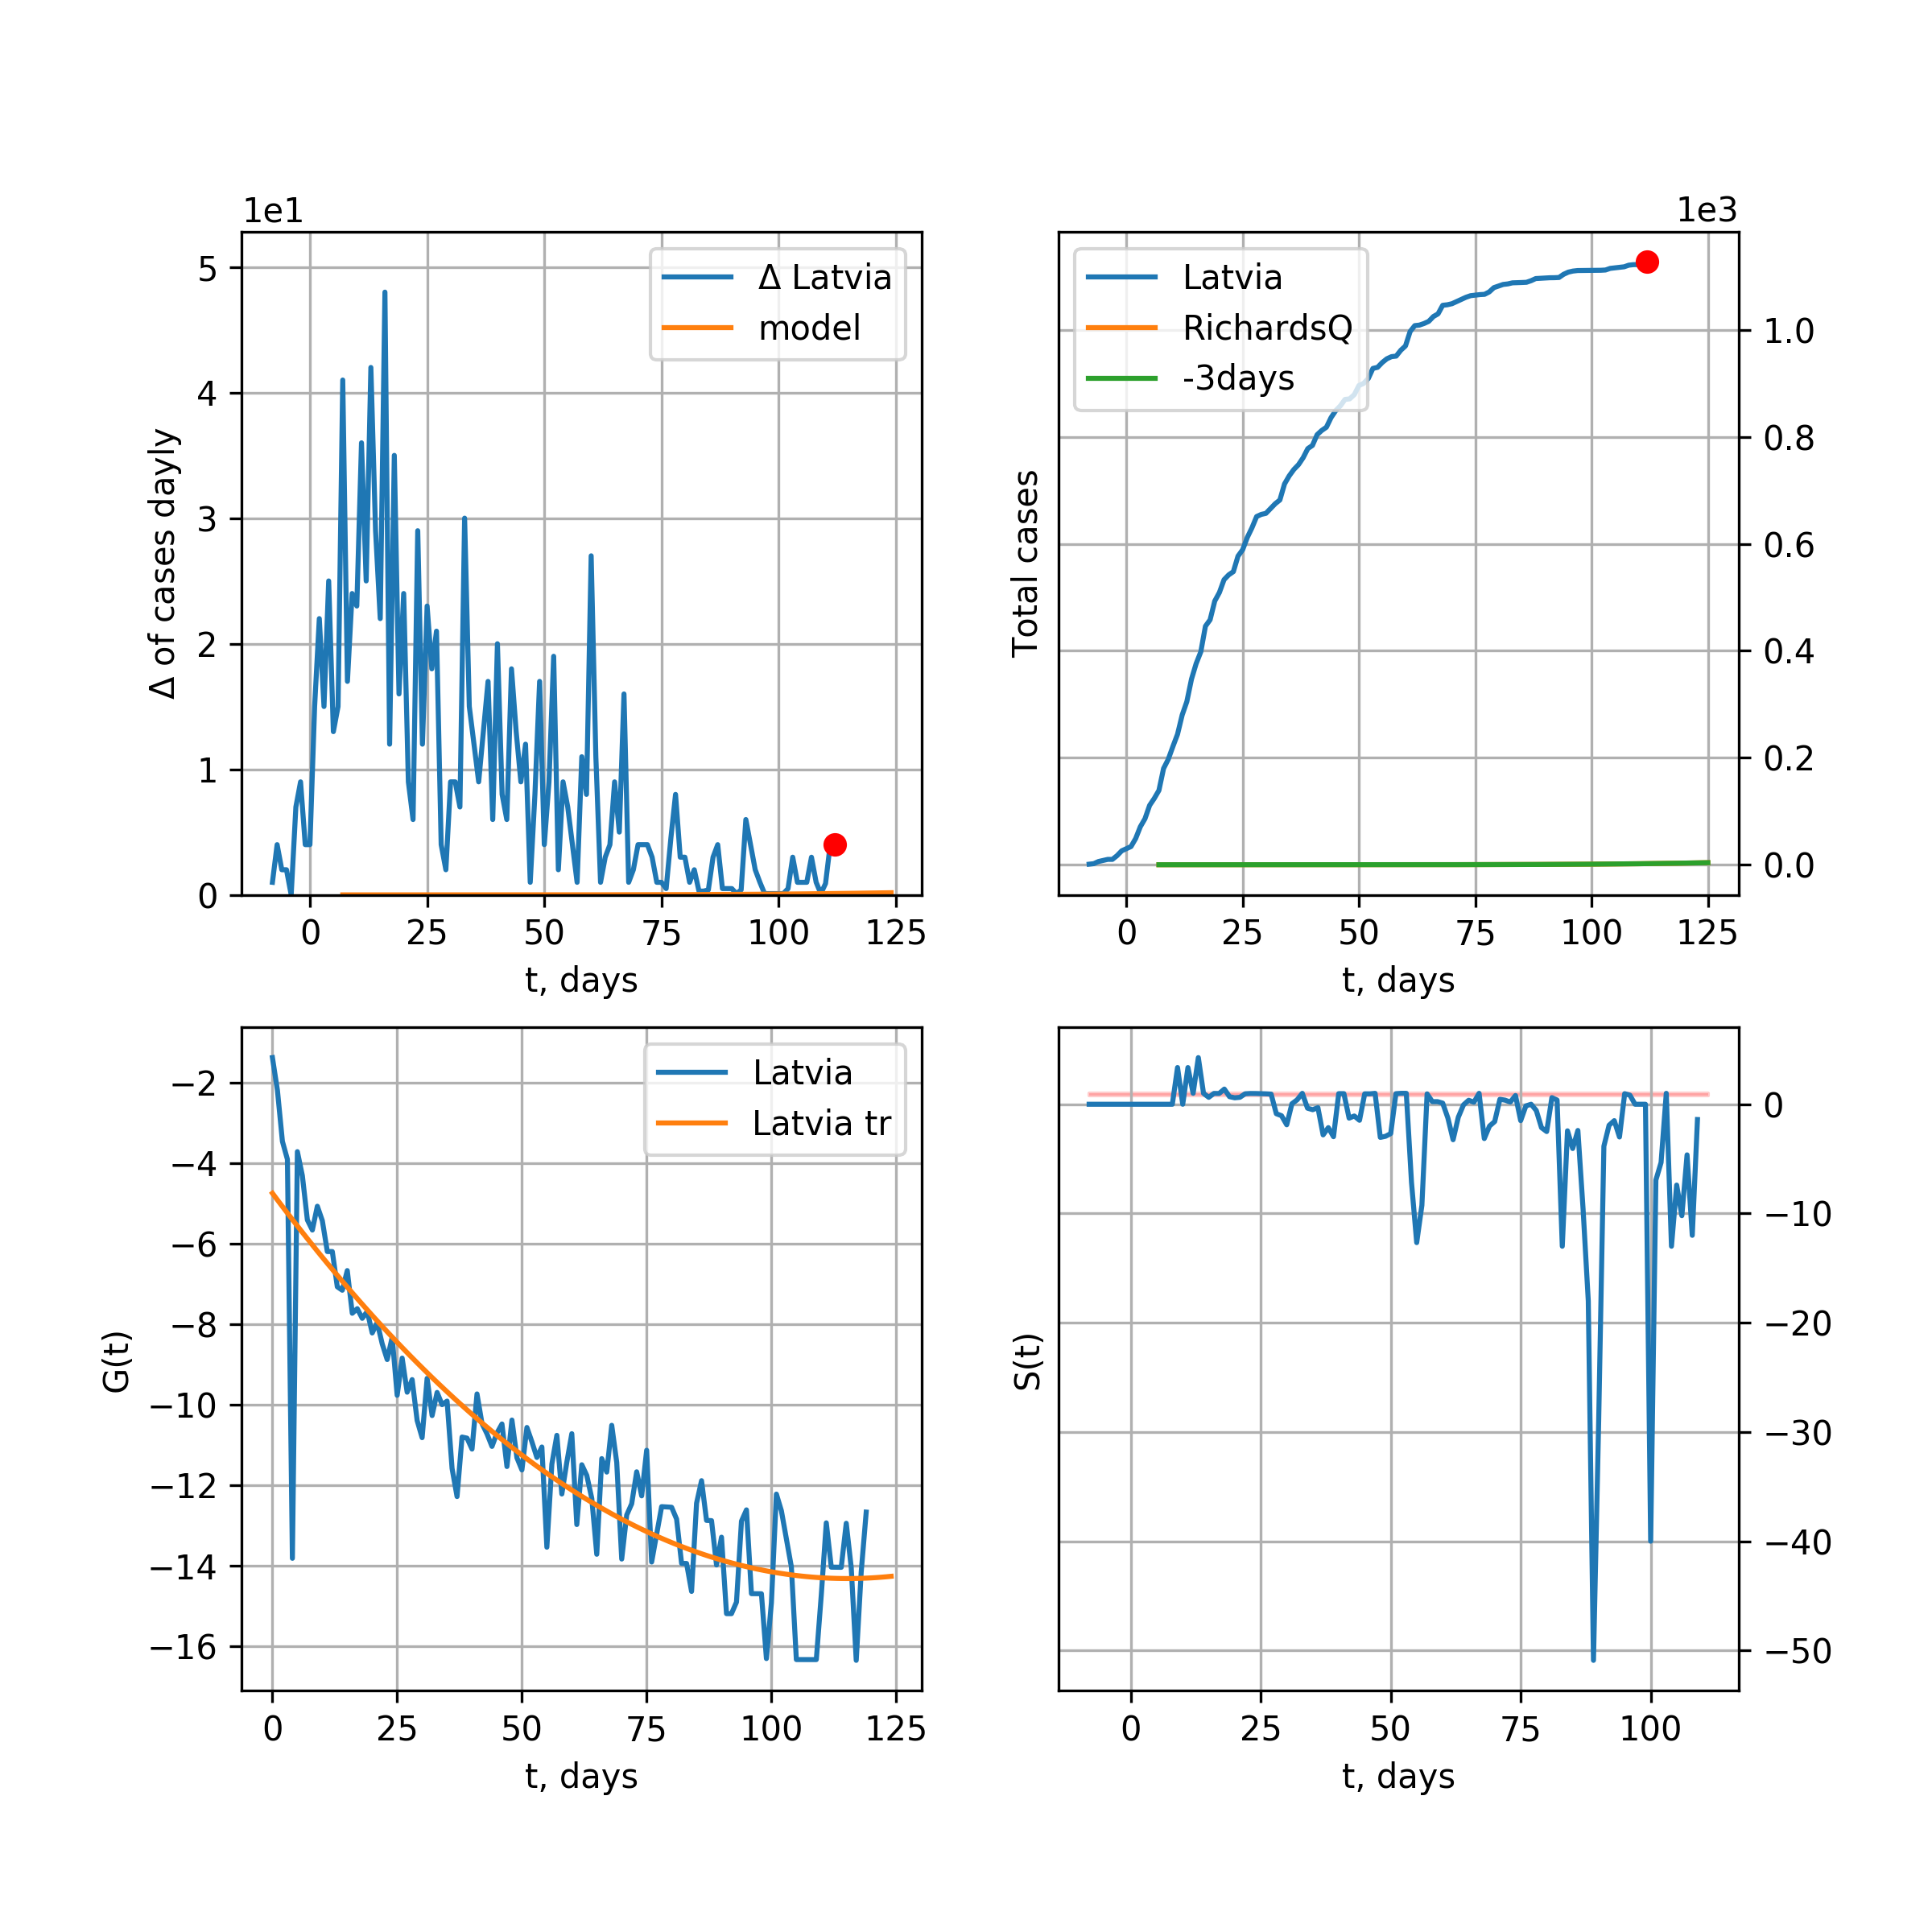 1e1
Δ of cases dayly
5
4
3
2
1
0
0 25 50 75 100 125
t, days
Δ Latvia
model
1e3
Total cases
1.0
0.8
0.6
0.4
0.2
0.0
0 25 50 75 100 125
t, days
Latvia
RichardsQ
-3days
G(t)
−2
−4
−6
−8
−10
−12
−14
−16
0 25 50 75 100 125
t, days
Latvia
Latvia tr
S(t)
0
−10
−20
−30
−40
−50
0 25 50 75 100
t, days